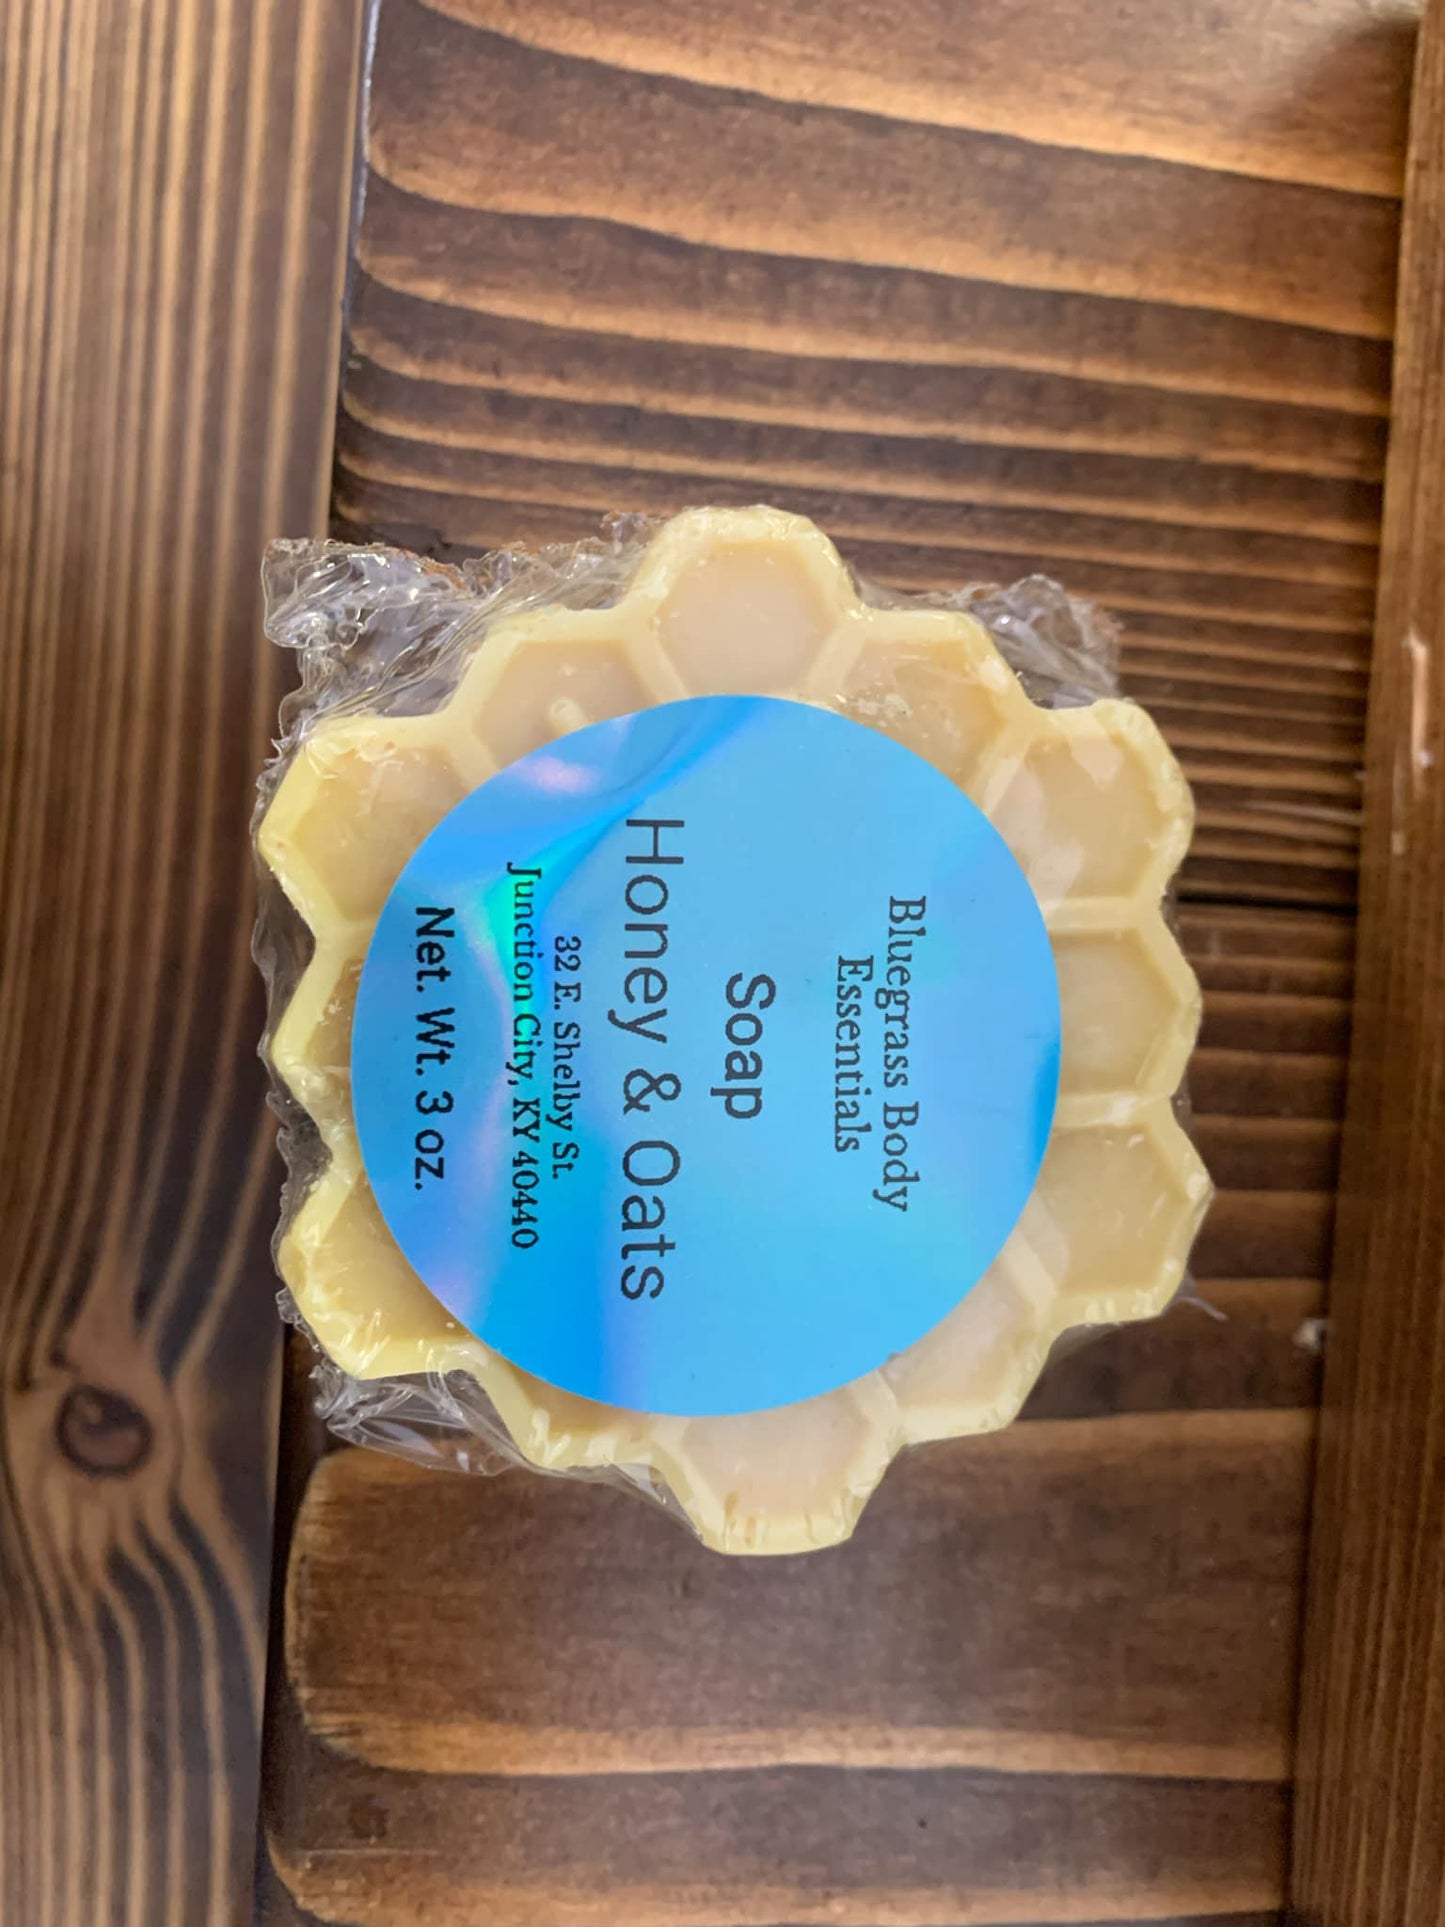 Bluegrass Body
Essentials
Soap
Honey & Oats
32 E. Shelby St.
Junction City, KY 40440
Net. Wt. 3 oz.